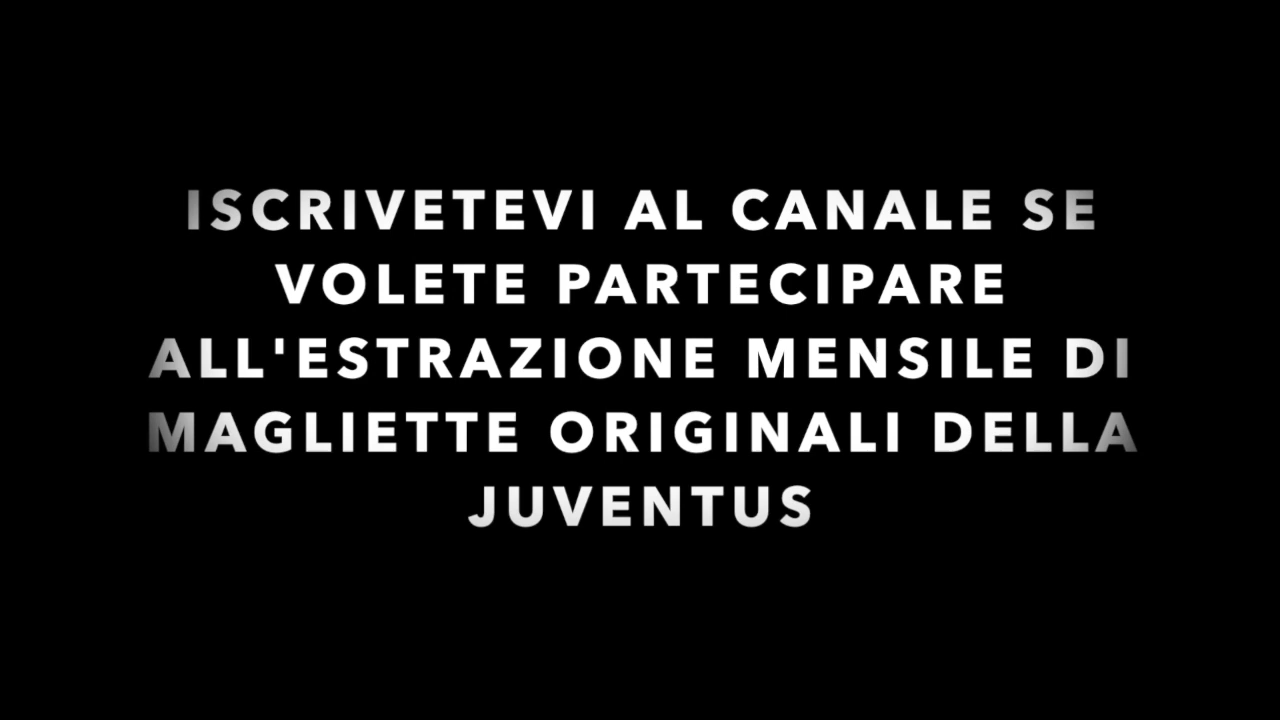 ISCRIVETEVI AL CANALE SE
VOLETE PARTECIPARE
ALL'ESTRAZIONE MENSILE DI
MAGLIETTE ORIGINALI DELLA
JUVENTUS